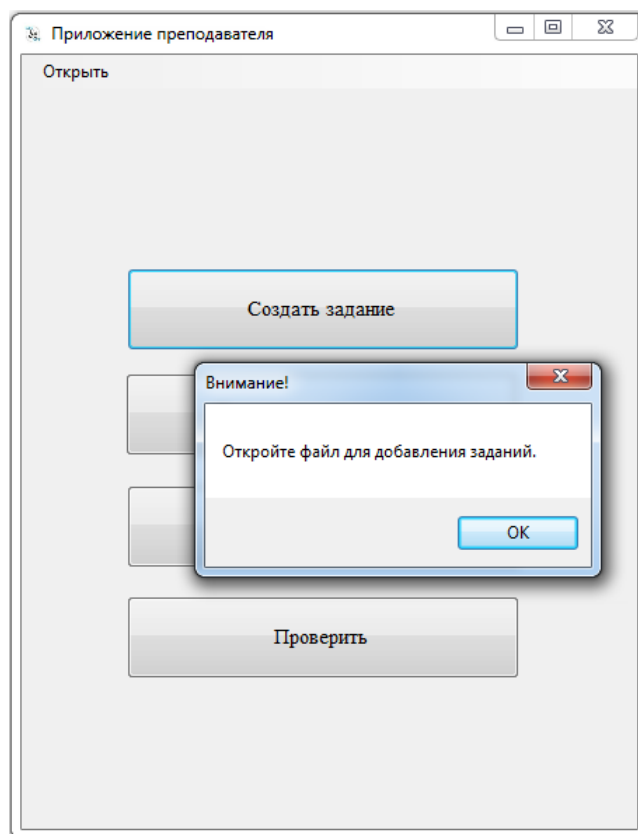 Приложение преподавателя
Открыть
Создать задание
Внимание!
Откройте файл для добавления заданий.
OK
Проверить